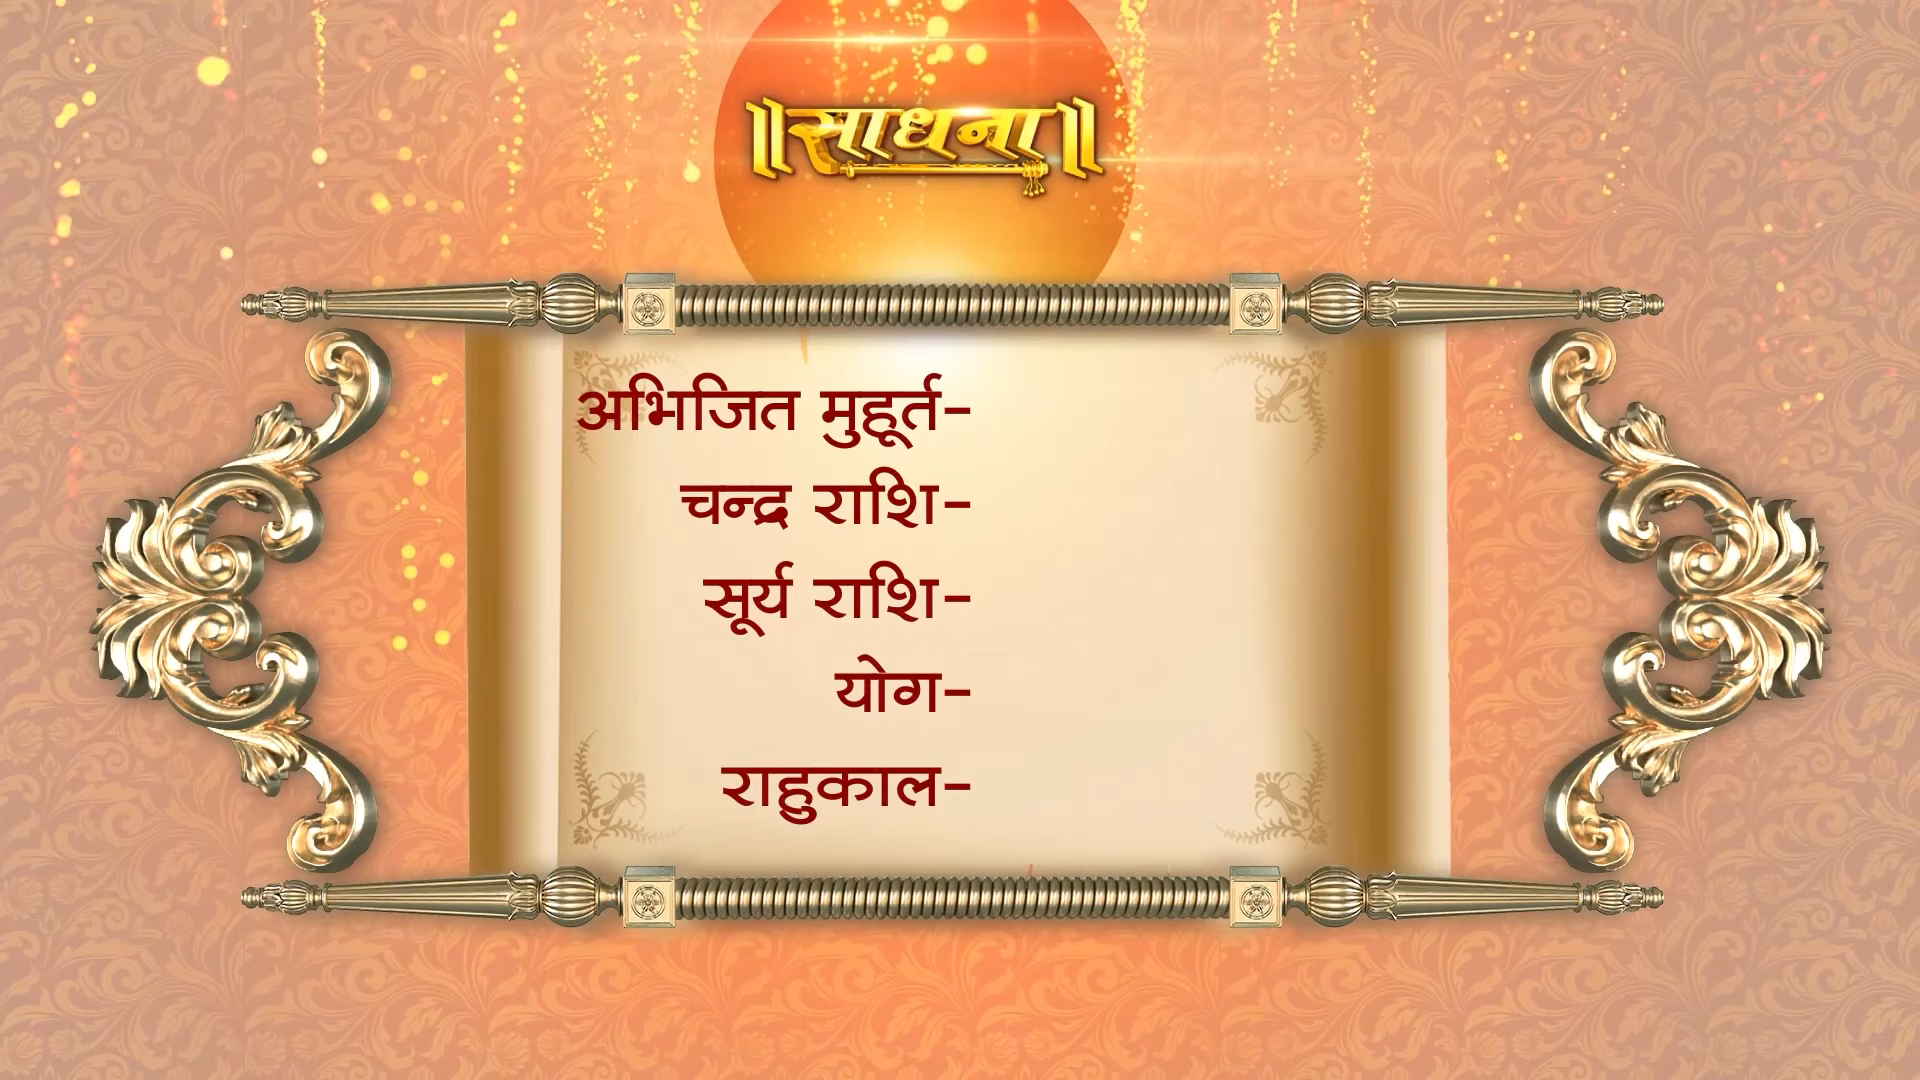 ॥साधना॥
अभिजित मुहूर्त-
चन्द्र राशि-
सूर्य राशि-
योग-
राहुकाल-